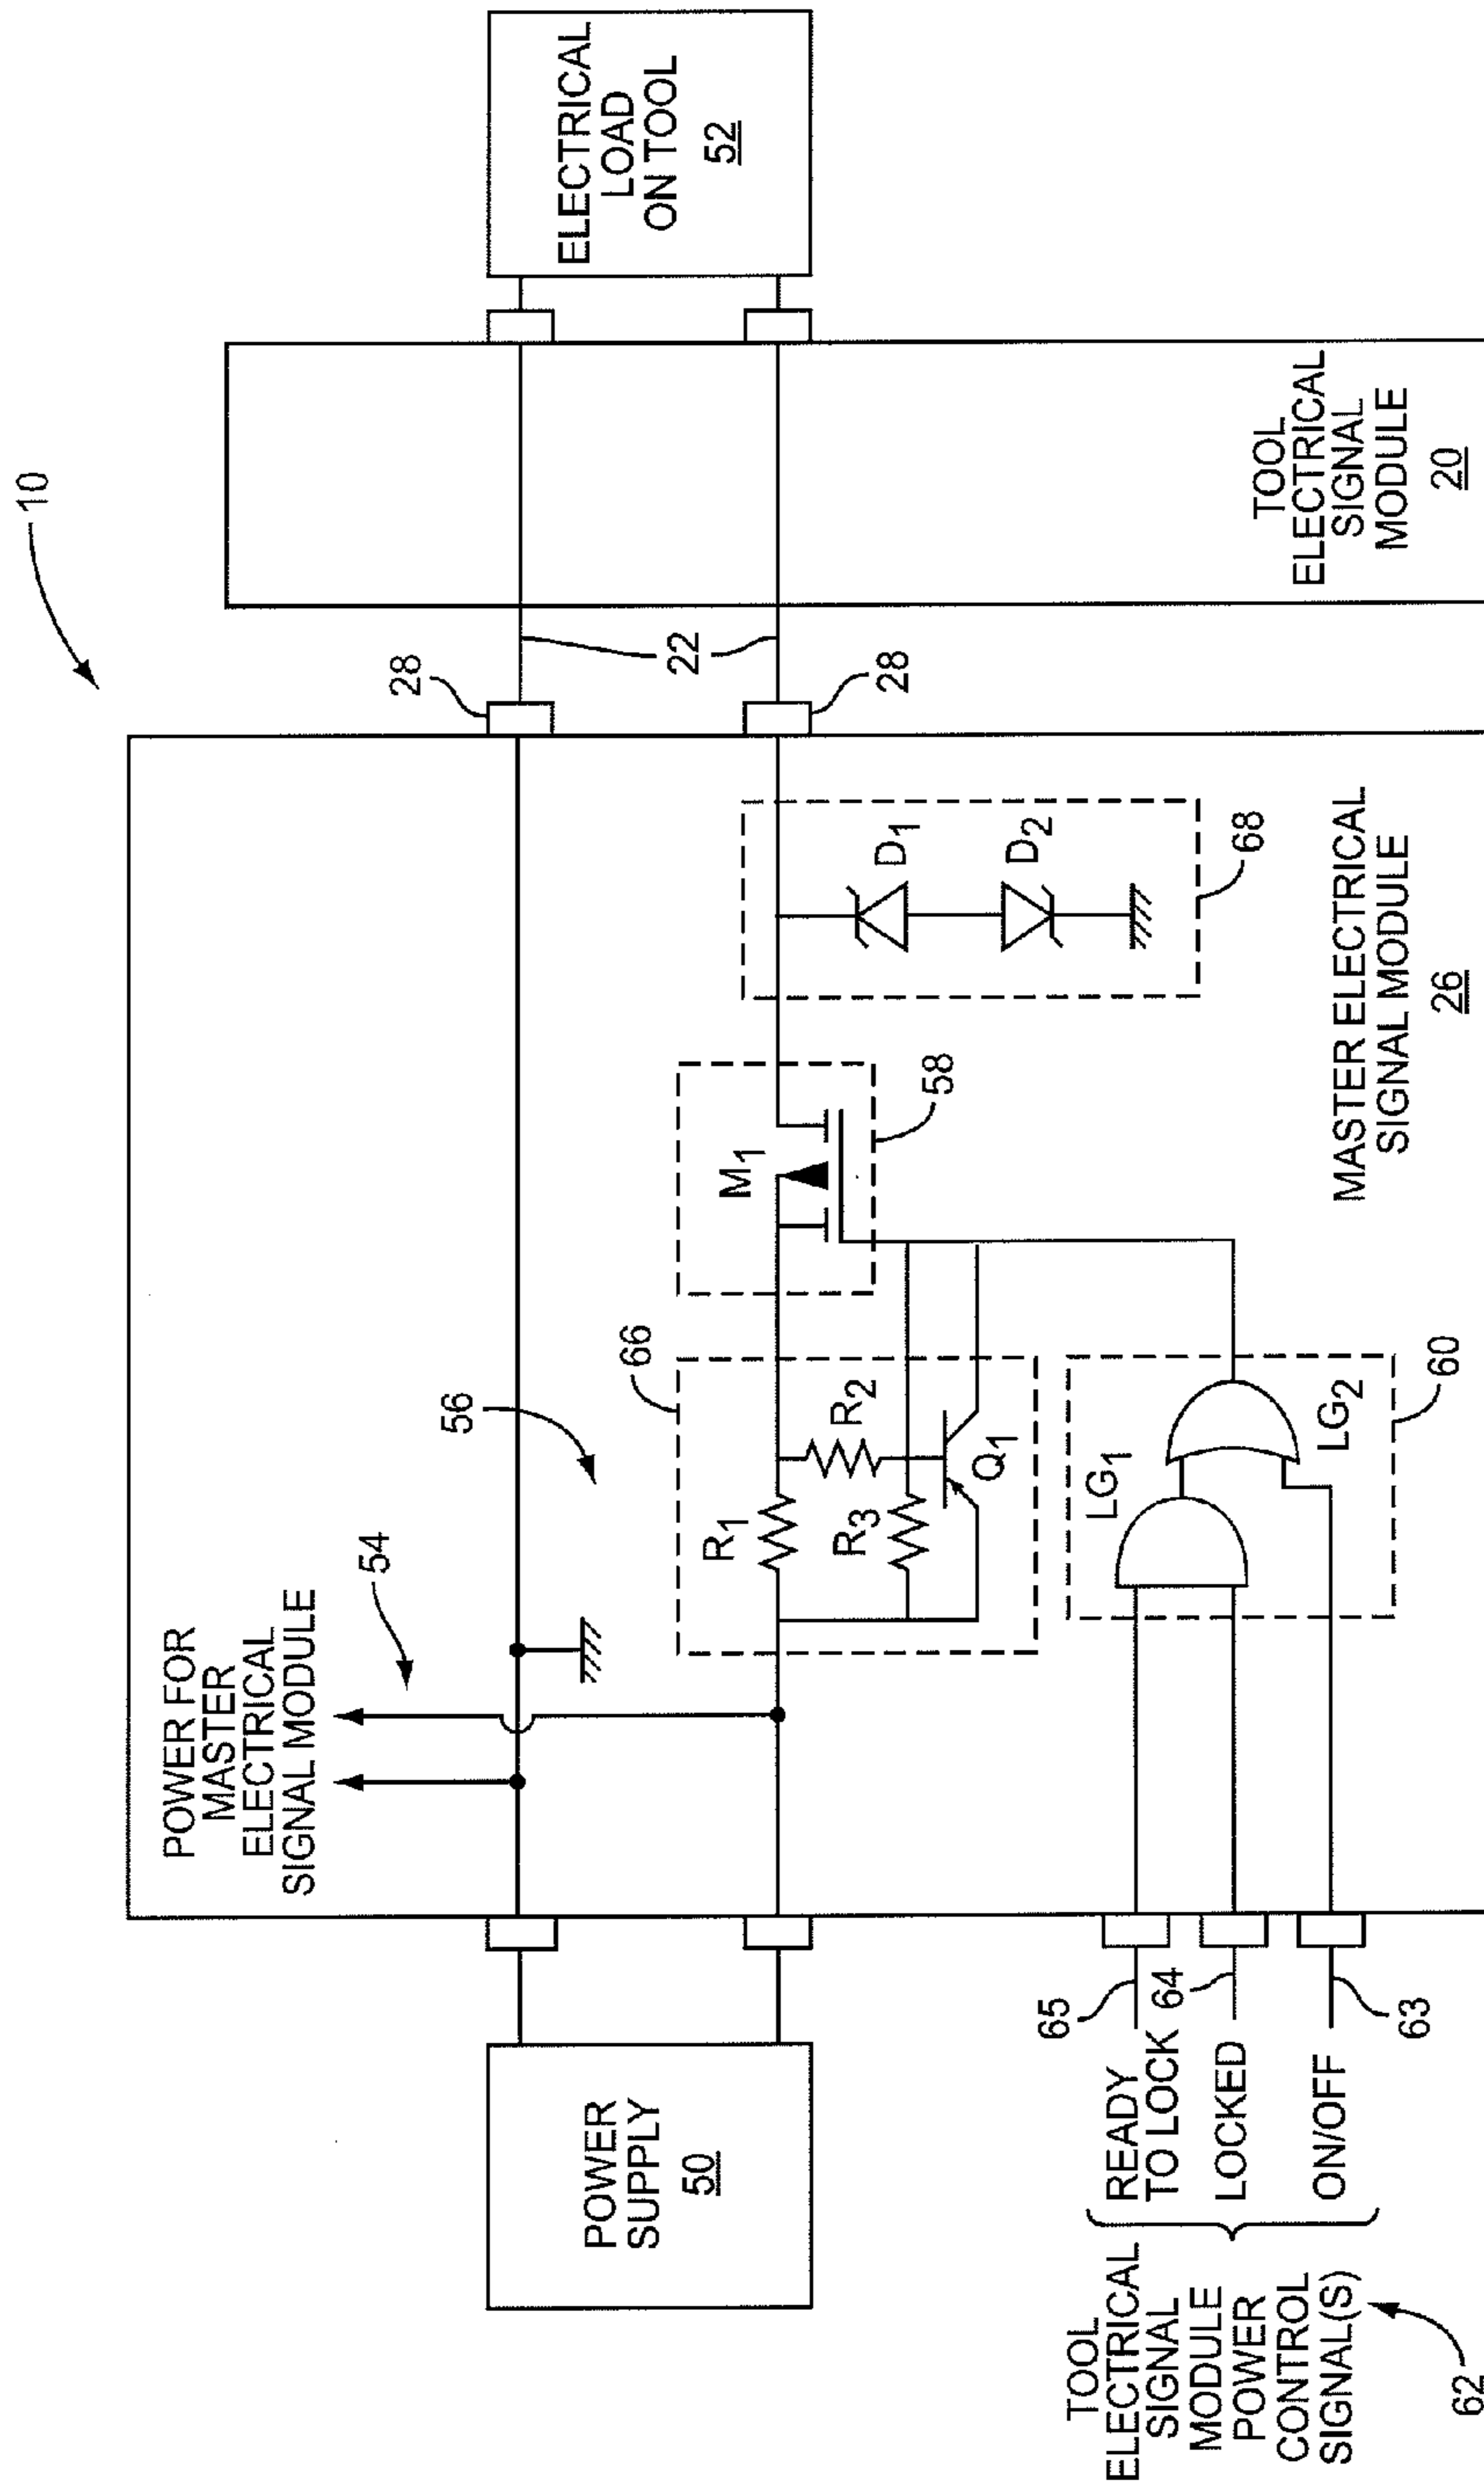 10
POWER FOR
MASTER
ELECTRICAL
SIGNAL MODULE
54
56
POWER
SUPPLY
50
28
22
28
ELECTRICAL
LOAD
ON TOOL
52
66
R1
R2
R3
Q1
M1
58
D1
D2
68
LG1
LG2
60
TOOL
ELECTRICAL
SIGNAL
MODULE
POWER
CONTROL
SIGNAL(S)
62
READY
TO LOCK
65
LOCKED
64
ON/OFF
63
MASTER ELECTRICAL
SIGNAL MODULE
26
TOOL
ELECTRICAL
SIGNAL
MODULE
20